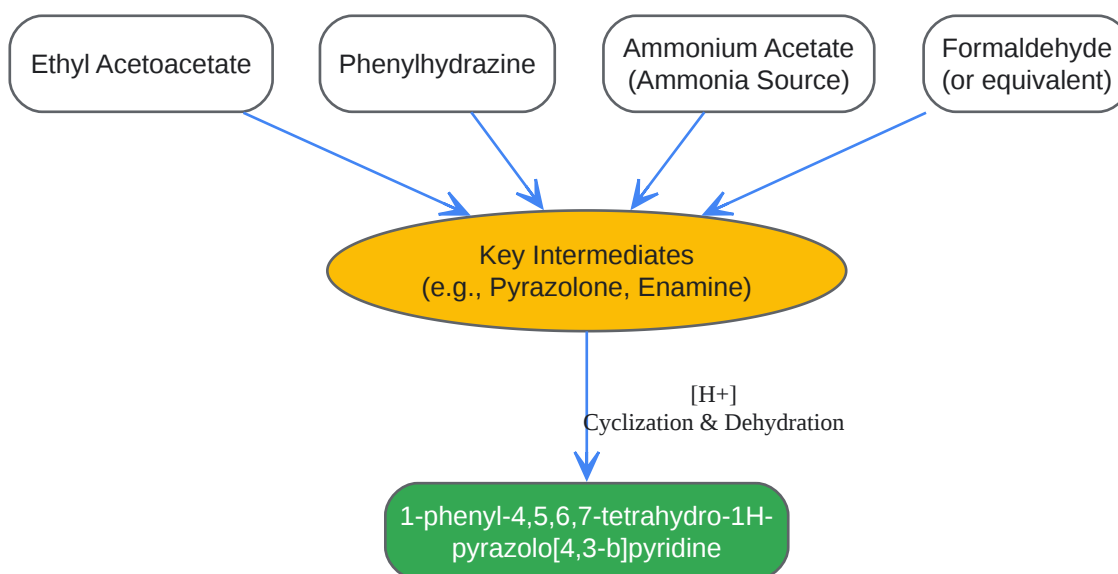 Ethyl Acetoacetate
Phenylhydrazine
Ammonium Acetate
(Ammonia Source)
Formaldehyde
(or equivalent)
Key Intermediates
(e.g., Pyrazolone, Enamine)
[H+]
Cyclization & Dehydration
1-phenyl-4,5,6,7-tetrahydro-1H-
pyrazolo[4,3-b]pyridine